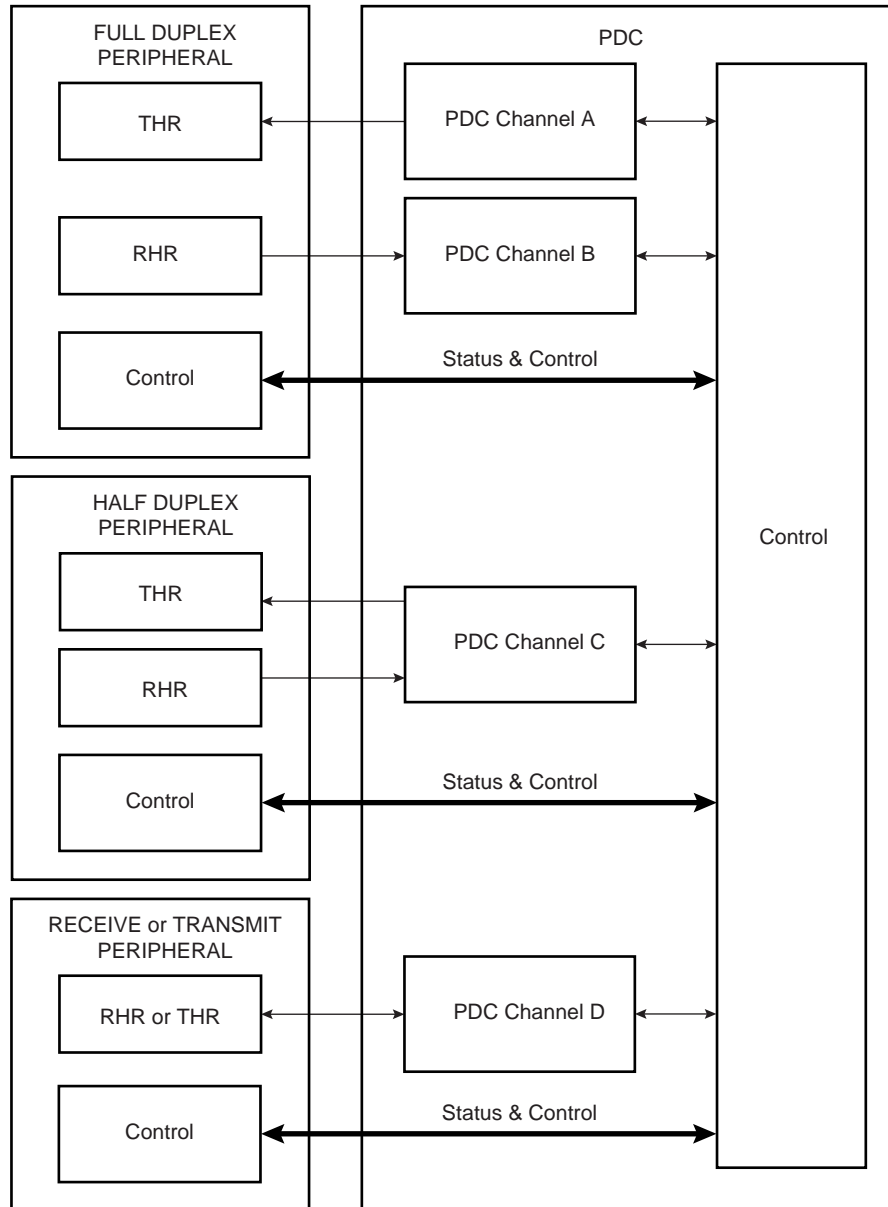 FULL DUPLEX
PERIPHERAL
THR
RHR
Control
PDC
PDC Channel A
PDC Channel B
Status & Control
HALF DUPLEX
PERIPHERAL
THR
RHR
Control
PDC Channel C
Status & Control
Control
RECEIVE or TRANSMIT
PERIPHERAL
RHR or THR
Control
PDC Channel D
Status & Control